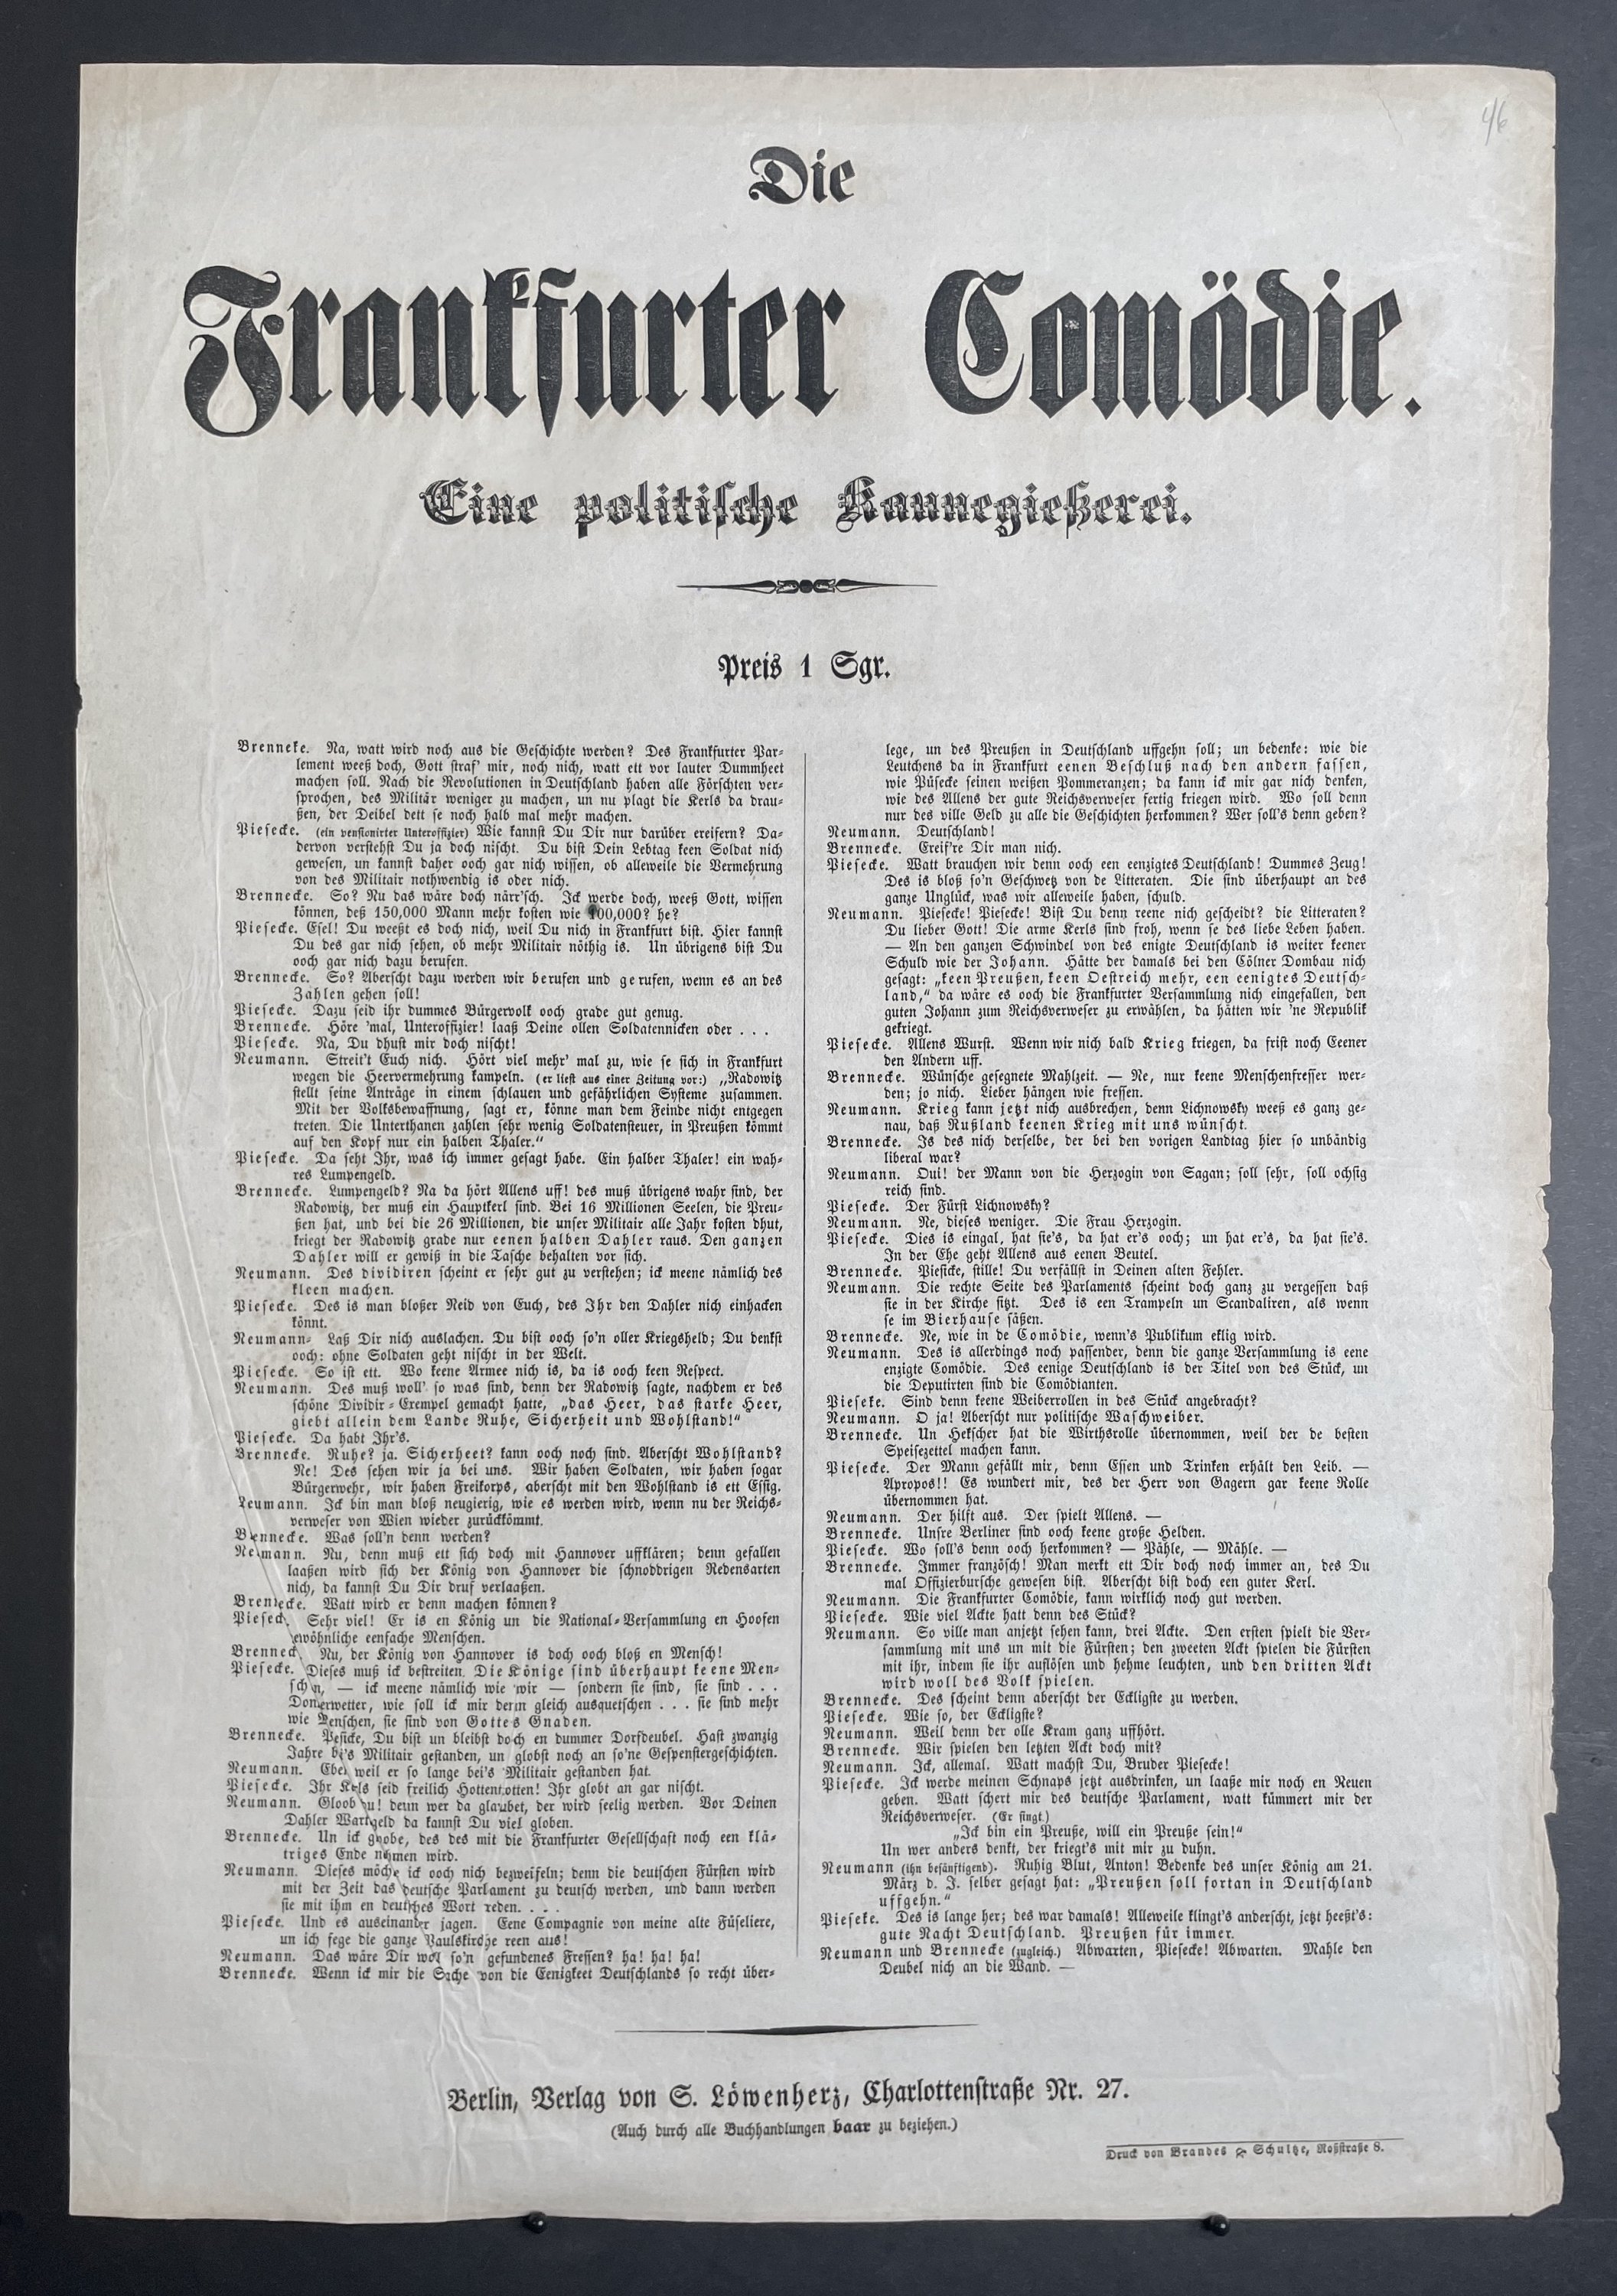 46
Die
Frankfurter Comödie.
Eine politische Kannegießerei.
Preis 1 Sgr.
Brennecke. Na, watt wird noch aus die Geschichte werden? Des Frankfurter Par-
lement weeß doch, Gott straf' mir, noch nich, watt ett vor lauter Dummheet
machen soll. Nach die Revolutionen in Deutschland haben alle Förschten ver-
sprochen, des Militär weniger zu machen, un nu plagt die Kerls da drau-
ßen, der Deibel dett se noch halb mal mehr machen.
Piesecke. (ein pensionirter Unteroffizier) Wie kannst Du Dir nur darüber ereifern? Da-
dervon verstehst Du ja doch nischt. Du bist Dein Lebtag keen Soldat nich
gewesen, un kannst daher ooch gar nich wissen, ob alleweile die Vermehrung
von des Militair nothwendig is oder nich.
Brennecke. So? Nu das wäre doch närr'sch. Ick werde doch, weeß Gott, wissen
können, deß 150,000 Mann mehr kosten wie 100,000? he?
Piesecke. Esel! Du weeßt es doch nich, weil Du nich in Frankfurt bist. Hier kannst
Du des gar nich sehen, ob mehr Militair nöthig is. Un übrigens bist Du
ooch gar nich dazu berufen.
Brennecke. So? Aberscht dazu werden wir berufen und gerufen, wenn es an des
Zahlen gehen soll!
Piesecke. Dazu seid ihr dummes Bürgervolk ooch grade gut genug.
Brennecke. Höre 'mal, Unteroffizier! laaß Deine ollen Soldatennicken oder . . .
Piesecke. Na, Du dhust mir doch nischt!
Neumann. Streit't Euch nich. Hört viel mehr' mal zu, wie se sich in Frankfurt
wegen die Heervermehrung kampeln. (er liest aus einer Zeitung vor:) „Radowitz
stellt seine Anträge in einem schlauen und gefährlichen Systeme zusammen.
Mit der Volksbewaffnung, sagt er, könne man dem Feinde nicht entgegen
treten. Die Unterthanen zahlen sehr wenig Soldatensteuer, in Preußen kömmt
auf den Kopf nur ein halben Thaler.“
Piesecke. Da seht Ihr, was ich immer gesagt habe. Ein halber Thaler! ein wah-
res Lumpengeld.
Brennecke. Lumpengeld? Na da hört Allens uff! des muß übrigens wahr sind, der
Radowitz, der muß ein Hauptkerl sind. Bei 16 Millionen Seelen, die Preu-
ßen hat, und bei die 26 Millionen, die unser Militair alle Jahr kosten dhut,
kriegt der Radowitz grade nur eenen halben Dahler raus. Den ganzen
Dahler will er gewiß in die Tasche behalten vor sich.
Neumann. Des dividiren scheint er sehr gut zu verstehen; ick meene nämlich des
kleen machen.
Piesecke. Des is man bloßer Neid von Euch, des Ihr den Dahler nich einhacken
könnt.
Neumann. Laß Dir nich auslachen. Du bist ooch so'n oller Kriegsheld; Du denkst
ooch: ohne Soldaten geht nischt in der Welt.
Piesecke. So ist ett. Wo keene Armee nich is, da is ooch keen Respect.
Neumann. Des muß woll' so was sind, denn der Radowitz sagte, nachdem er des
schöne Dividir-Exempel gemacht hatte, „das Heer, das starke Heer,
giebt allein dem Lande Ruhe, Sicherheit und Wohlstand!“
Piesecke. Da habt Ihr's.
Brennecke. Ruhe? ja. Sicherheet? kann ooch noch sind. Aberscht Wohlstand?
Ne! Des sehen wir ja bei uns. Wir haben Soldaten, wir haben sogar
Bürgerwehr, wir haben Freikorps, aberscht mit den Wohlstand is ett Essig.
Neumann. Ick bin man bloß neugierig, wie es werden wird, wenn nu der Reichs-
verweser von Wien wieder zurückkömmt.
Brennecke. Was soll'n denn werden?
Neumann. Nu, denn muß ett sich doch mit Hannover uffklären; denn gefallen
laaßen wird sich der König von Hannover die schnoddrigen Redensarten
nich, da kannst Du Dir druf verlaaßen.
Brennecke. Watt wird er denn machen können?
Piesecke. Sehr viel! Er is en König un die National-Versammlung en Hoofen
gewöhnliche eenfache Menschen.
Brennecke. Nu, der König von Hannover is doch ooch bloß en Mensch!
Piesecke. Dieses muß ick bestreiten. Die Könige sind überhaupt keene Men-
schen, — ick meene nämlich wie wir — sondern sie sind, sie sind . . .
Donnerwetter, wie soll ick mir denn gleich ausquetschen . . . sie sind mehr
wie Menschen, sie sind von Gottes Gnaden.
Brennecke. Pesicke, Du bist un bleibst doch en dummer Dorfdeubel. Hast zwanzig
Jahre bei's Militair gestanden, un globst noch an so'ne Gespenstergeschichten.
Neumann. Eben weil er so lange bei's Militair gestanden hat.
Piesecke. Ihr Kerls seid freilich Hottentotten! Ihr globt an gar nischt.
Neumann. Gloob Du! denn wer da glaubet, der wird seelig werden. Vor Deinen
Dahler Wartgeld da kannst Du viel globen.
Brennecke. Un ick globe, des des mit die Frankfurter Gesellschaft noch een klä-
triges Ende nehmen wird.
Neumann. Dieses möchte ick ooch nich bezweifeln; denn die deutschen Fürsten wird
mit der Zeit das deutsche Parlament zu deutsch werden, und dann werden
sie mit ihm en deutsches Wort reden. . . .
Piesecke. Und es auseinander jagen. Eene Compagnie von meine alte Füseliere,
un ich fege die ganze Paulskirche reen aus!
Neumann. Das wäre Dir wol so'n gefundenes Fressen? ha! ha! ha!
Brennecke. Wenn ick mir die Sache von die Eenigkeet Deutschlands so recht über-
lege, un des Preußen in Deutschland uffgehn soll; un bedenke: wie die
Leutchens da in Frankfurt eenen Beschluß nach den andern fassen,
wie Püsecke seinen weißen Pommeranzen; da kann ick mir gar nich denken,
wie des Allens der gute Reichsverweser fertig kriegen wird. Wo soll denn
nur des ville Geld zu alle die Geschichten herkommen? Wer soll's denn geben?
Neumann. Deutschland!
Brennecke. Ereif're Dir man nich.
Piesecke. Watt brauchen wir denn ooch een eenzigtes Deutschland! Dummes Zeug!
Des is bloß so'n Geschwetz von de Litteraten. Die sind überhaupt an des
ganze Unglück, was wir alleweile haben, schuld.
Neumann. Piesecke! Piesecke! Bist Du denn reene nich gescheidt? die Litteraten?
Du lieber Gott! Die arme Kerls sind froh, wenn se des liebe Leben haben.
— An den ganzen Schwindel von des enigte Deutschland is weiter keener
Schuld wie der Johann. Hätte der damals bei den Cölner Dombau nich
gesagt: „keen Preußen, keen Oestreich mehr, een eenigtes Deutsch-
land,“ da wäre es ooch die Frankfurter Versammlung nich eingefallen, den
guten Johann zum Reichsverweser zu erwählen, da hätten wir 'ne Republik
gekriegt.
Piesecke. Allens Wurst. Wenn wir nich bald Krieg kriegen, da frist noch Eener
den Andern uff.
Brennecke. Wünsche gesegnete Mahlzeit. — Ne, nur keene Menschenfresser wer-
den; jo nich. Lieber hängen wie fressen.
Neumann. Krieg kann jetzt nich ausbrechen, denn Lichnowsky weeß es ganz ge-
nau, daß Rußland keenen Krieg mit uns wünscht.
Brennecke. Is des nich derselbe, der bei den vorigen Landtag hier so unbändig
liberal war?
Neumann. Oui! der Mann von die Herzogin von Sagan; soll sehr, soll ochsig
reich sind.
Piesecke. Der Fürst Lichnowsky?
Neumann. Ne, dieses weniger. Die Frau Herzogin.
Piesecke. Dies is eingal, hat sie's, da hat er's ooch; un hat er's, da hat sie's.
In der Ehe geht Allens aus eenen Beutel.
Brennecke. Piesicke, stille! Du verfällst in Deinen alten Fehler.
Neumann. Die rechte Seite des Parlaments scheint doch ganz zu vergessen daß
sie in der Kirche sitzt. Des is een Trampeln un Scandaliren, als wenn
se im Bierhause säßen.
Brennecke. Ne, wie in de Comödie, wenn's Publikum eklig wird.
Neumann. Des is allerdings noch passender, denn die ganze Versammlung is eene
enzigte Comödie. Des eenige Deutschland is der Titel von des Stück, un
die Deputirten sind die Comödianten.
Pieseke. Sind denn keene Weiberrollen in des Stück angebracht?
Neumann. O ja! Aberscht nur politische Waschweiber.
Brennecke. Un Hekscher hat die Wirthsrolle übernommen, weil der de besten
Speisezettel machen kann.
Piesecke. Der Mann gefällt mir, denn Essen und Trinken erhält den Leib. —
Apropos!! Es wundert mir, des der Herr von Gagern gar keene Rolle
übernommen hat.
Neumann. Der hilft aus. Der spielt Allens. —
Brennecke. Unsre Berliner sind ooch keene große Helden.
Piesecke. Wo soll's denn ooch herkommen? — Pähle, — Mähle. —
Brennecke. Immer französch! Man merkt ett Dir doch noch immer an, des Du
mal Offizierbursche gewesen bist. Aberscht bist doch een guter Kerl.
Neumann. Die Frankfurter Comödie, kann wirklich noch gut werden.
Piesecke. Wie viel Ackte hatt denn des Stück?
Neumann. So ville man anjetzt sehen kann, drei Ackte. Den ersten spielt die Ver-
sammlung mit uns un mit die Fürsten; den zweeten Ackt spielen die Fürsten
mit ihr, indem sie ihr auflösen und hehme leuchten, und den dritten Ackt
wird woll des Volk spielen.
Brennecke. Des scheint denn aberscht der Eckligste zu werden.
Piesecke. Wie so, der Eckligste?
Neumann. Weil denn der olle Kram ganz uffhört.
Brennecke. Wir spielen den letzten Ackt doch mit?
Neumann. Ick, allemal. Watt machst Du, Bruder Piesecke!
Piesecke. Ick werde meinen Schnaps jetzt ausdrinken, un laaße mir noch en Neuen
geben. Watt schert mir des deutsche Parlament, watt kümmert mir der
Reichsverweser. (Er singt.)
„Ick bin ein Preuße, will ein Preuße sein!“
Un wer anders denkt, der kriegt's mit mir zu duhn.
Neumann (ihn besänftigend). Ruhig Blut, Anton! Bedenke des unser König am 21.
März d. J. selber gesagt hat: „Preußen soll fortan in Deutschland
uffgehn.“
Pieseke. Des is lange her; des war damals! Alleweile klingt's anderscht, jetzt heeßt's:
gute Nacht Deutschland. Preußen für immer.
Neumann und Brennecke (zugleich.) Abwarten, Piesecke! Abwarten. Mahle den
Deubel nich an die Wand. —
Berlin, Verlag von S. Löwenherz, Charlottenstraße Nr. 27.
(Auch durch alle Buchhandlungen baar zu beziehen.)
Druck von Brandes & Schultze, Roßstraße 8.